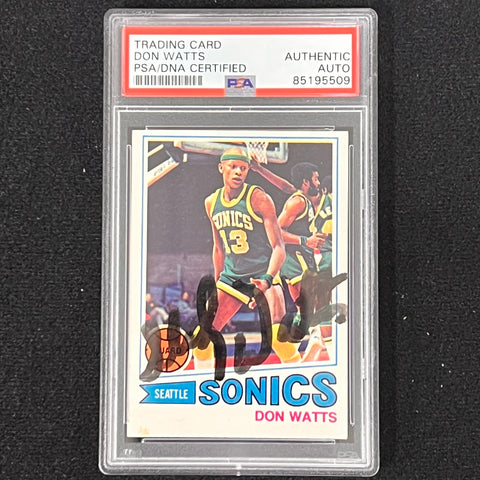 TRADING CARD
DON WATTS
PSA/DNA CERTIFIED
AUTHENTIC
AUTO
85195509
PSA
SONICS
13
SEATTLE
SONICS
DON WATTS